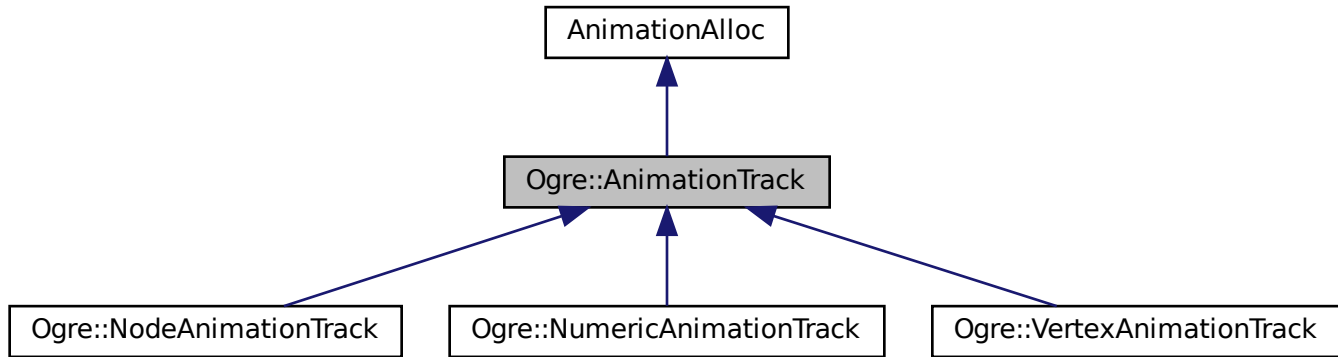 AnimationAlloc
Ogre::AnimationTrack
Ogre::NodeAnimationTrack
Ogre::NumericAnimationTrack
Ogre::VertexAnimationTrack